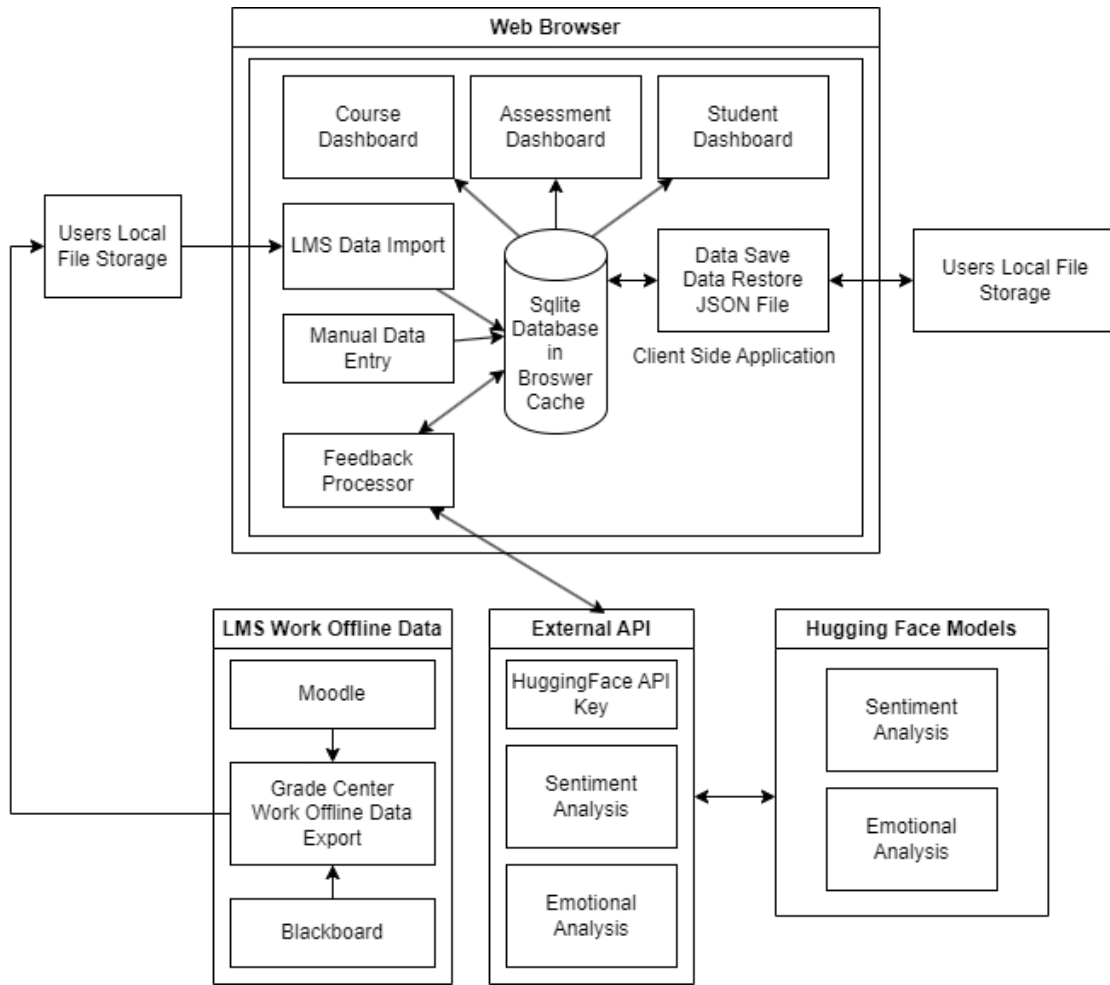 Web Browser
Course
Dashboard
Assessment
Dashboard
Student
Dashboard
Users Local
File Storage
LMS Data Import
Manual Data
Entry
Feedback
Processor
Sqlite
Database
in
Broswer
Cache
Data Save
Data Restore
JSON File
Client Side Application
Users Local File
Storage
LMS Work Offline Data
Moodle
Grade Center
Work Offline Data
Export
Blackboard
External API
HuggingFace API
Key
Sentiment
Analysis
Emotional
Analysis
Hugging Face Models
Sentiment
Analysis
Emotional
Analysis